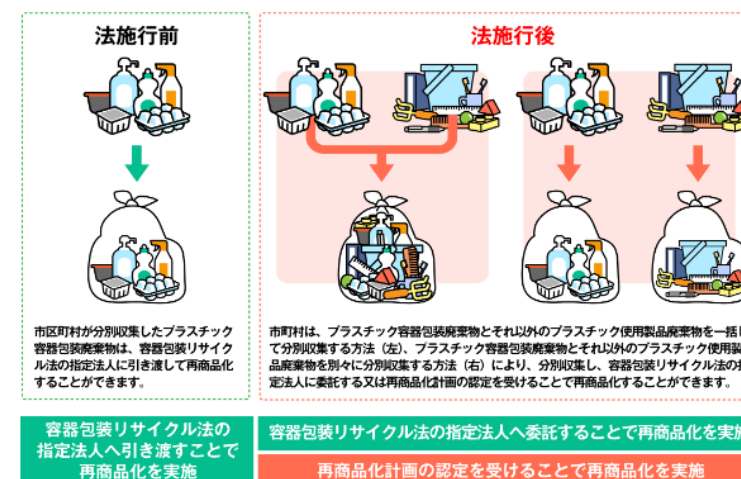 法施行前
法施行後
市区町村が分別収集したプラスチック
容器包装廃棄物は、容器包装リサイク
ル法の指定法人に引き渡して再商品化
することができます。
市町村は、プラスチック容器包装廃棄物とそれ以外のプラスチック使用製品廃棄物を一括し
て分別収集する方法（左）、プラスチック容器包装廃棄物とそれ以外のプラスチック使用製
品廃棄物を別々に分別収集する方法（右）により、分別収集し、容器包装リサイクル法の指
定法人に委託する又は再商品化計画の認定を受けることで再商品化することができます。
容器包装リサイクル法の
指定法人へ引き渡すことで
再商品化を実施
容器包装リサイクル法の指定法人へ委託することで再商品化を実施
再商品化計画の認定を受けることで再商品化を実施